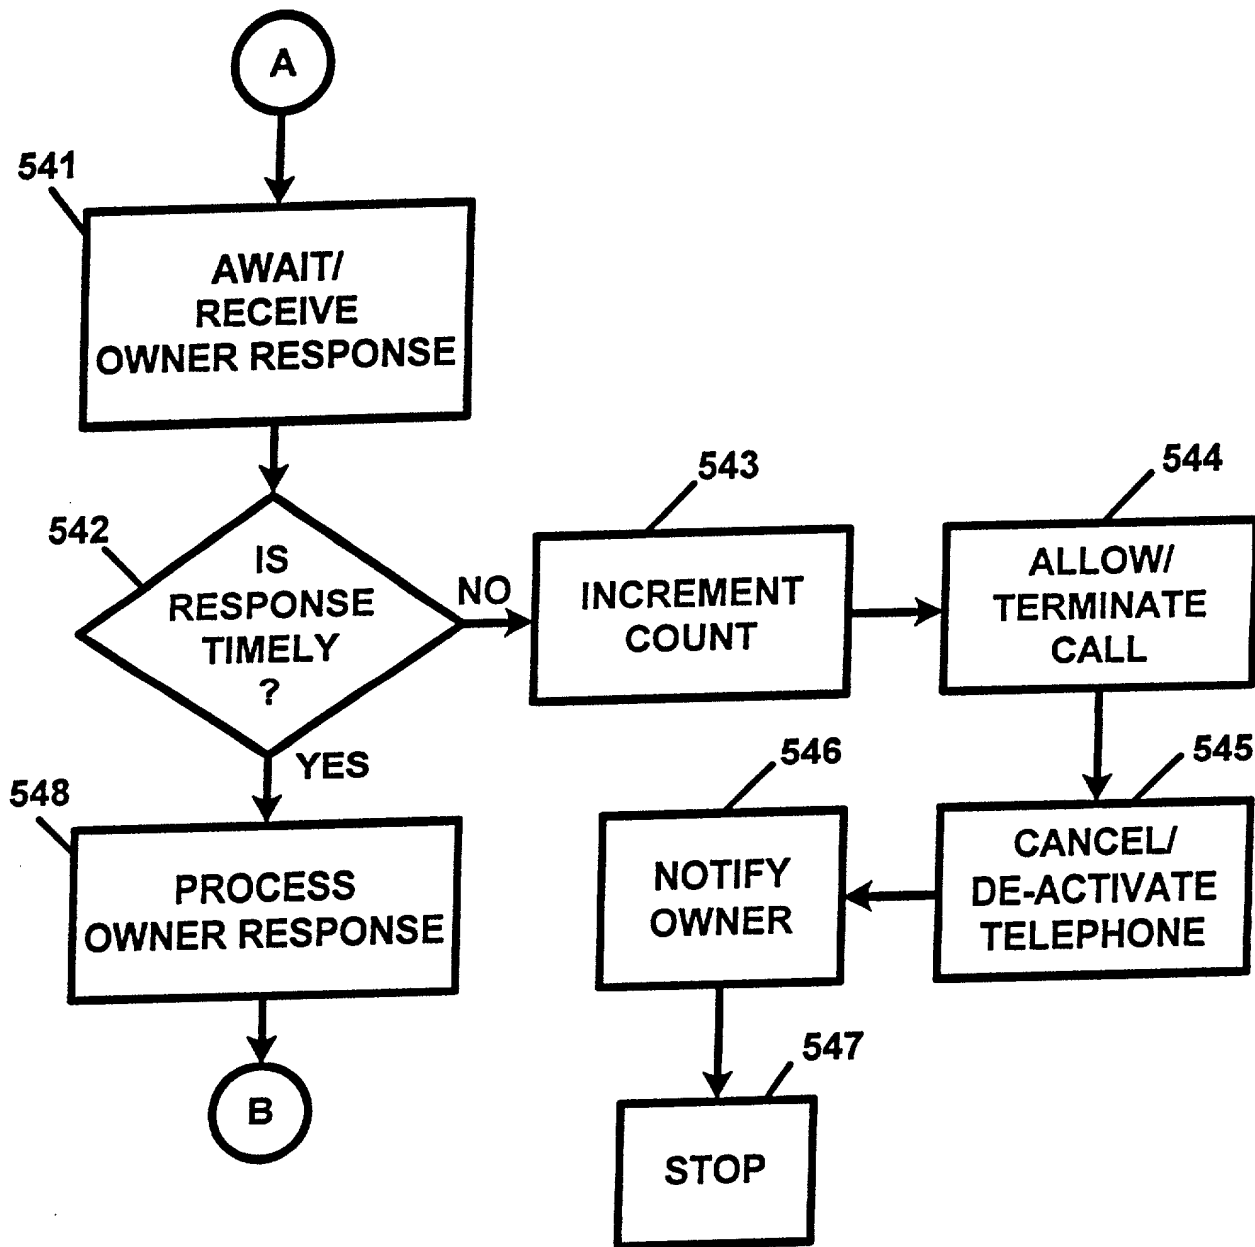 A
541
AWAIT/
RECEIVE
OWNER RESPONSE
542
IS
RESPONSE
TIMELY
?
NO
YES
543
INCREMENT
COUNT
544
ALLOW/
TERMINATE
CALL
545
CANCEL/
DE-ACTIVATE
TELEPHONE
546
NOTIFY
OWNER
547
STOP
548
PROCESS
OWNER RESPONSE
B